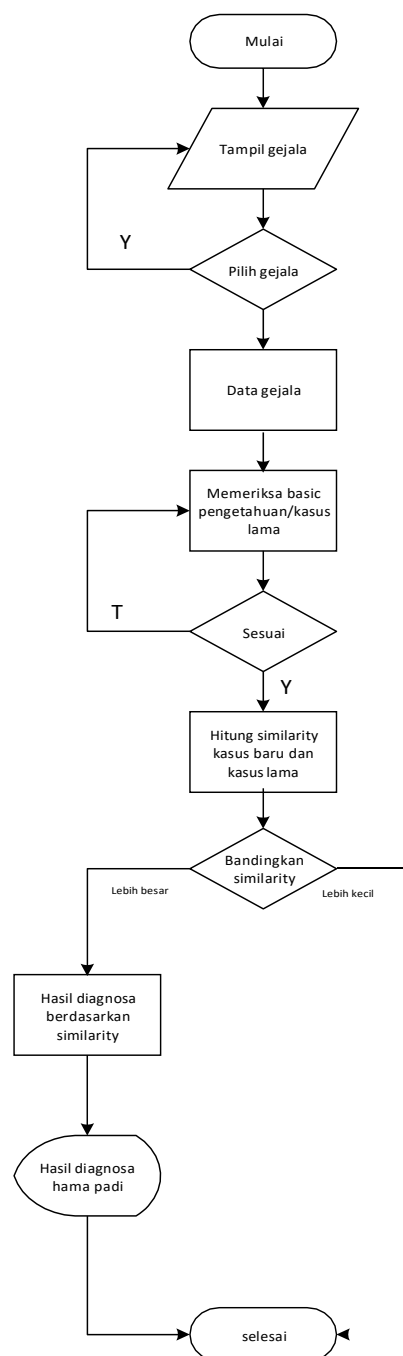 Mulai
Tampil gejala
Y
Pilih gejala
Data gejala
Memeriksa basic
pengetahuan/kasus
lama
T
Sesuai
Y
Hitung similarity
kasus baru dan
kasus lama
Bandingkan
similarity
Lebih besar
Lebih kecil
Hasil diagnosa
berdasarkan
similarity
Hasil diagnosa
hama padi
selesai